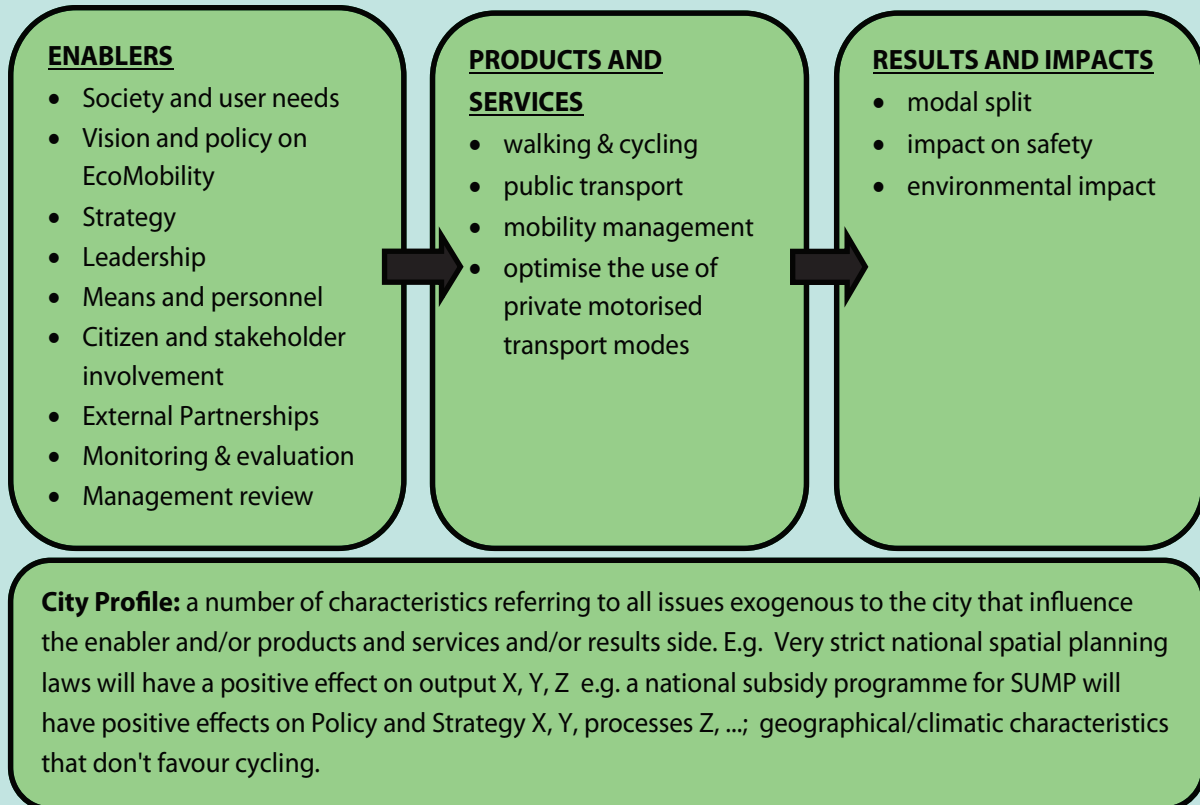 ENABLERS
• Society and user needs
• Vision and policy on
EcoMobility
• Strategy
• Leadership
• Means and personnel
• Citizen and stakeholder
involvement
• External Partnerships
• Monitoring & evaluation
• Management review
PRODUCTS AND
SERVICES
• walking & cycling
• public transport
• mobility management
• optimise the use of
private motorised
transport modes
RESULTS AND IMPACTS
• modal split
• impact on safety
• environmental impact
City Profile: a number of characteristics referring to all issues exogenous to the city that influence
the enabler and/or products and services and/or results side. E.g. Very strict national spatial planning
laws will have a positive effect on output X, Y, Z e.g. a national subsidy programme for SUMP will
have positive effects on Policy and Strategy X, Y, processes Z, ...; geographical/climatic characteristics
that don't favour cycling.